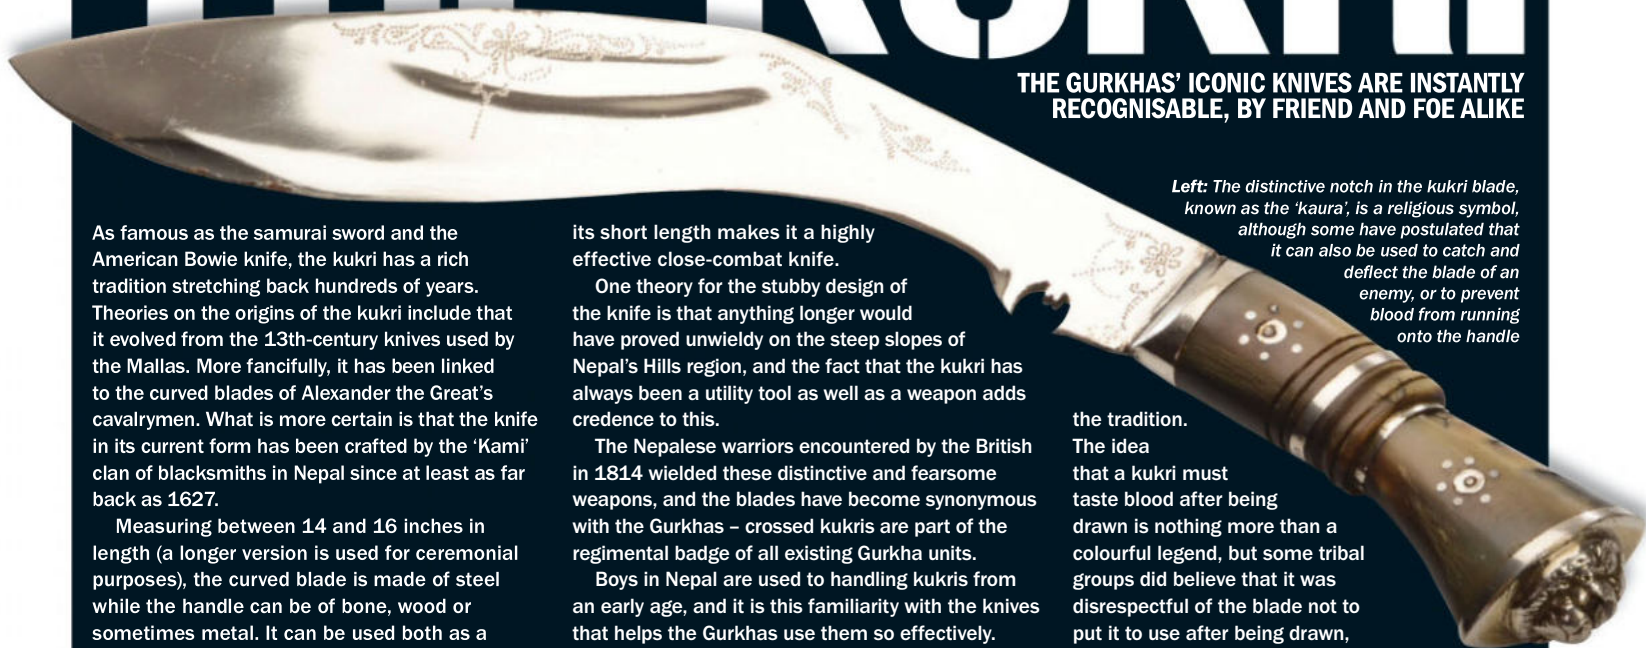 KUKRI
THE GURKHAS' ICONIC KNIVES ARE INSTANTLY
RECOGNISABLE, BY FRIEND AND FOE ALIKE
Left: The distinctive notch in the kukri blade,
known as the 'kaura', is a religious symbol,
although some have postulated that
it can also be used to catch and
deflect the blade of an
enemy, or to prevent
blood from running
onto the handle
As famous as the samurai sword and the
American Bowie knife, the kukri has a rich
tradition stretching back hundreds of years.
Theories on the origins of the kukri include that
it evolved from the 13th-century knives used by
the Mallas. More fancifully, it has been linked
to the curved blades of Alexander the Great's
cavalrymen. What is more certain is that the knife
in its current form has been crafted by the 'Kami'
clan of blacksmiths in Nepal since at least as far
back as 1627.
Measuring between 14 and 16 inches in
length (a longer version is used for ceremonial
purposes), the curved blade is made of steel
while the handle can be of bone, wood or
sometimes metal. It can be used both as a
its short length makes it a highly
effective close-combat knife.
One theory for the stubby design of
the knife is that anything longer would
have proved unwieldy on the steep slopes of
Nepal's Hills region, and the fact that the kukri has
always been a utility tool as well as a weapon adds
credence to this.
The Nepalese warriors encountered by the British
in 1814 wielded these distinctive and fearsome
weapons, and the blades have become synonymous
with the Gurkhas – crossed kukris are part of the
regimental badge of all existing Gurkha units.
Boys in Nepal are used to handling kukris from
an early age, and it is this familiarity with the knives
that helps the Gurkhas use them so effectively.
the tradition.
The idea
that a kukri must
taste blood after being
drawn is nothing more than a
colourful legend, but some tribal
groups did believe that it was
disrespectful of the blade not to
put it to use after being drawn,